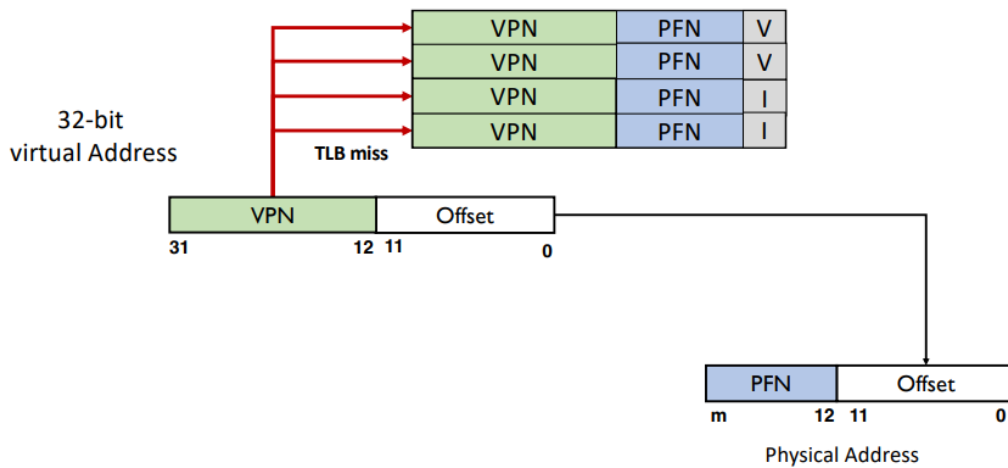 VPN PFN V
VPN PFN V
VPN PFN I
VPN PFN I
32-bit
virtual Address
TLB miss
VPN Offset
31 12 11 0
PFN Offset
m 12 11 0
Physical Address